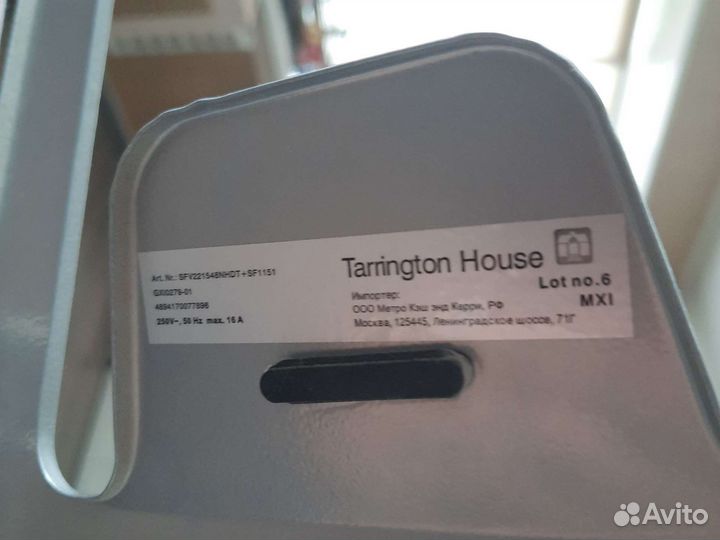 Art. Nr.: SFV221548NHDT+SF1151
GXI0279-01
4894170077896
250V~, 50 Hz max. 16 A
Tarrington House
Lot no.6
MXI
Импортер:
ООО Метро Кэш энд Керри, РФ
Москва, 125445, Ленинградское шоссе, 71Г
Avito